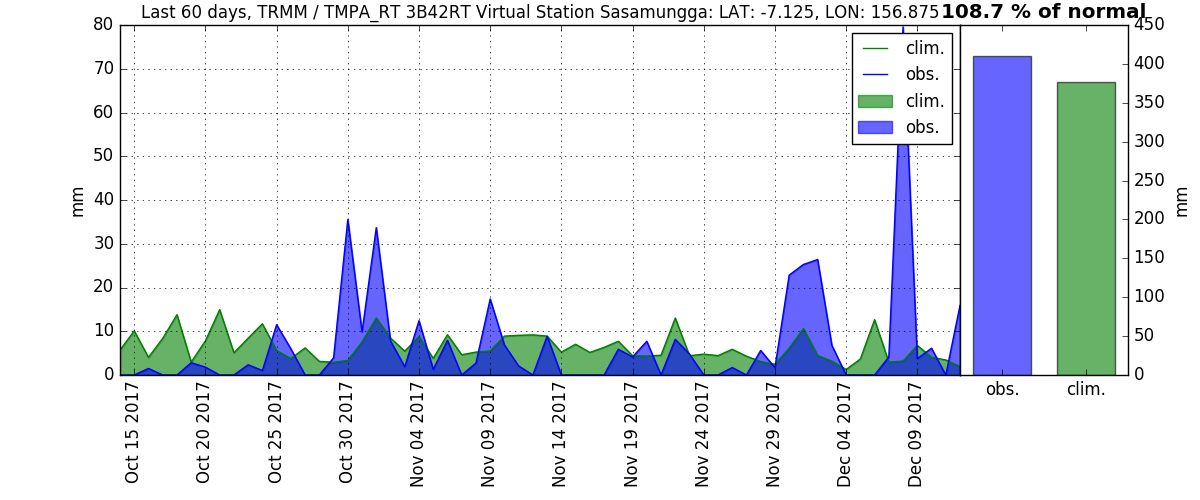 Last 60 days, TRMM / TMPA_RT 3B42RT Virtual Station Sasamungga: LAT: -7.125, LON: 156.875
108.7 % of normal
mm
80
70
60
50
40
30
20
10
0
clim.
obs.
clim.
obs.
Oct 15 2017
Oct 20 2017
Oct 25 2017
Oct 30 2017
Nov 04 2017
Nov 09 2017
Nov 14 2017
Nov 19 2017
Nov 24 2017
Nov 29 2017
Dec 04 2017
Dec 09 2017
450
400
350
300
250
200
150
100
50
0
mm
obs.
clim.